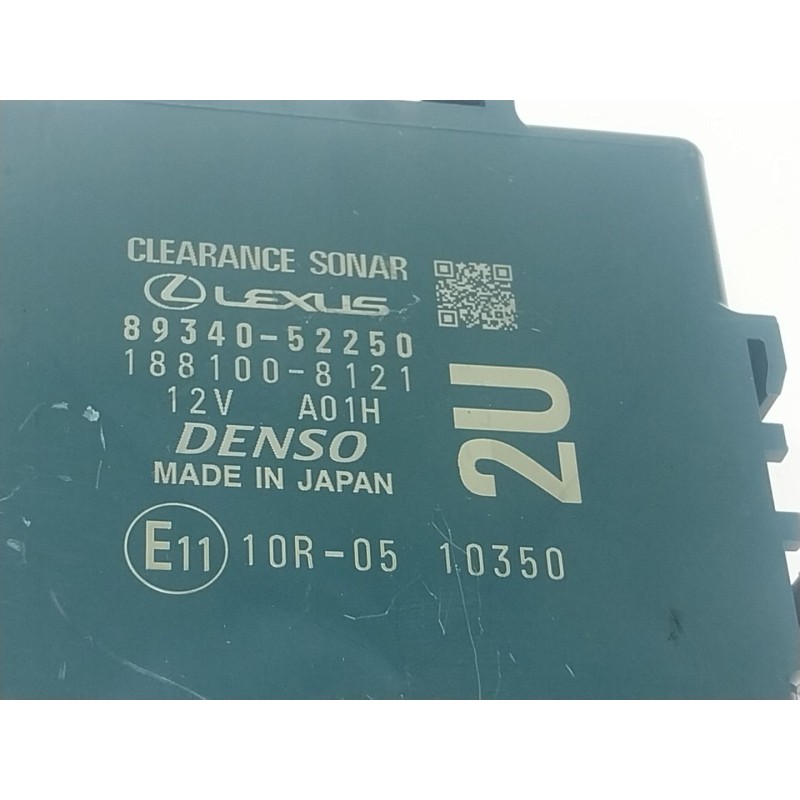 CLEARANCE SONAR
LEXUS
89340-52250
188100-8121
12V A01H
DENSO
MADE IN JAPAN
2U
E11 10R-05 10350